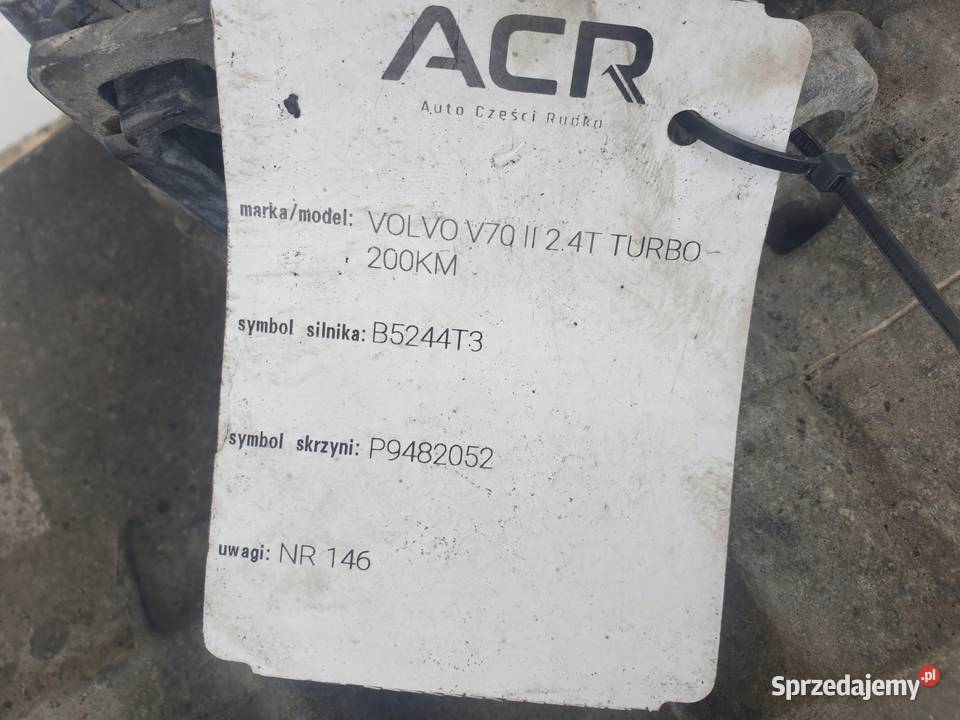 ACR
Auto Części Rudko
marka/model: VOLVO V70 II 2.4T TURBO
200KM
symbol silnika: B5244T3
symbol skrzyni: P9482052
uwagi: NR 146
Sprzedajemy.pl